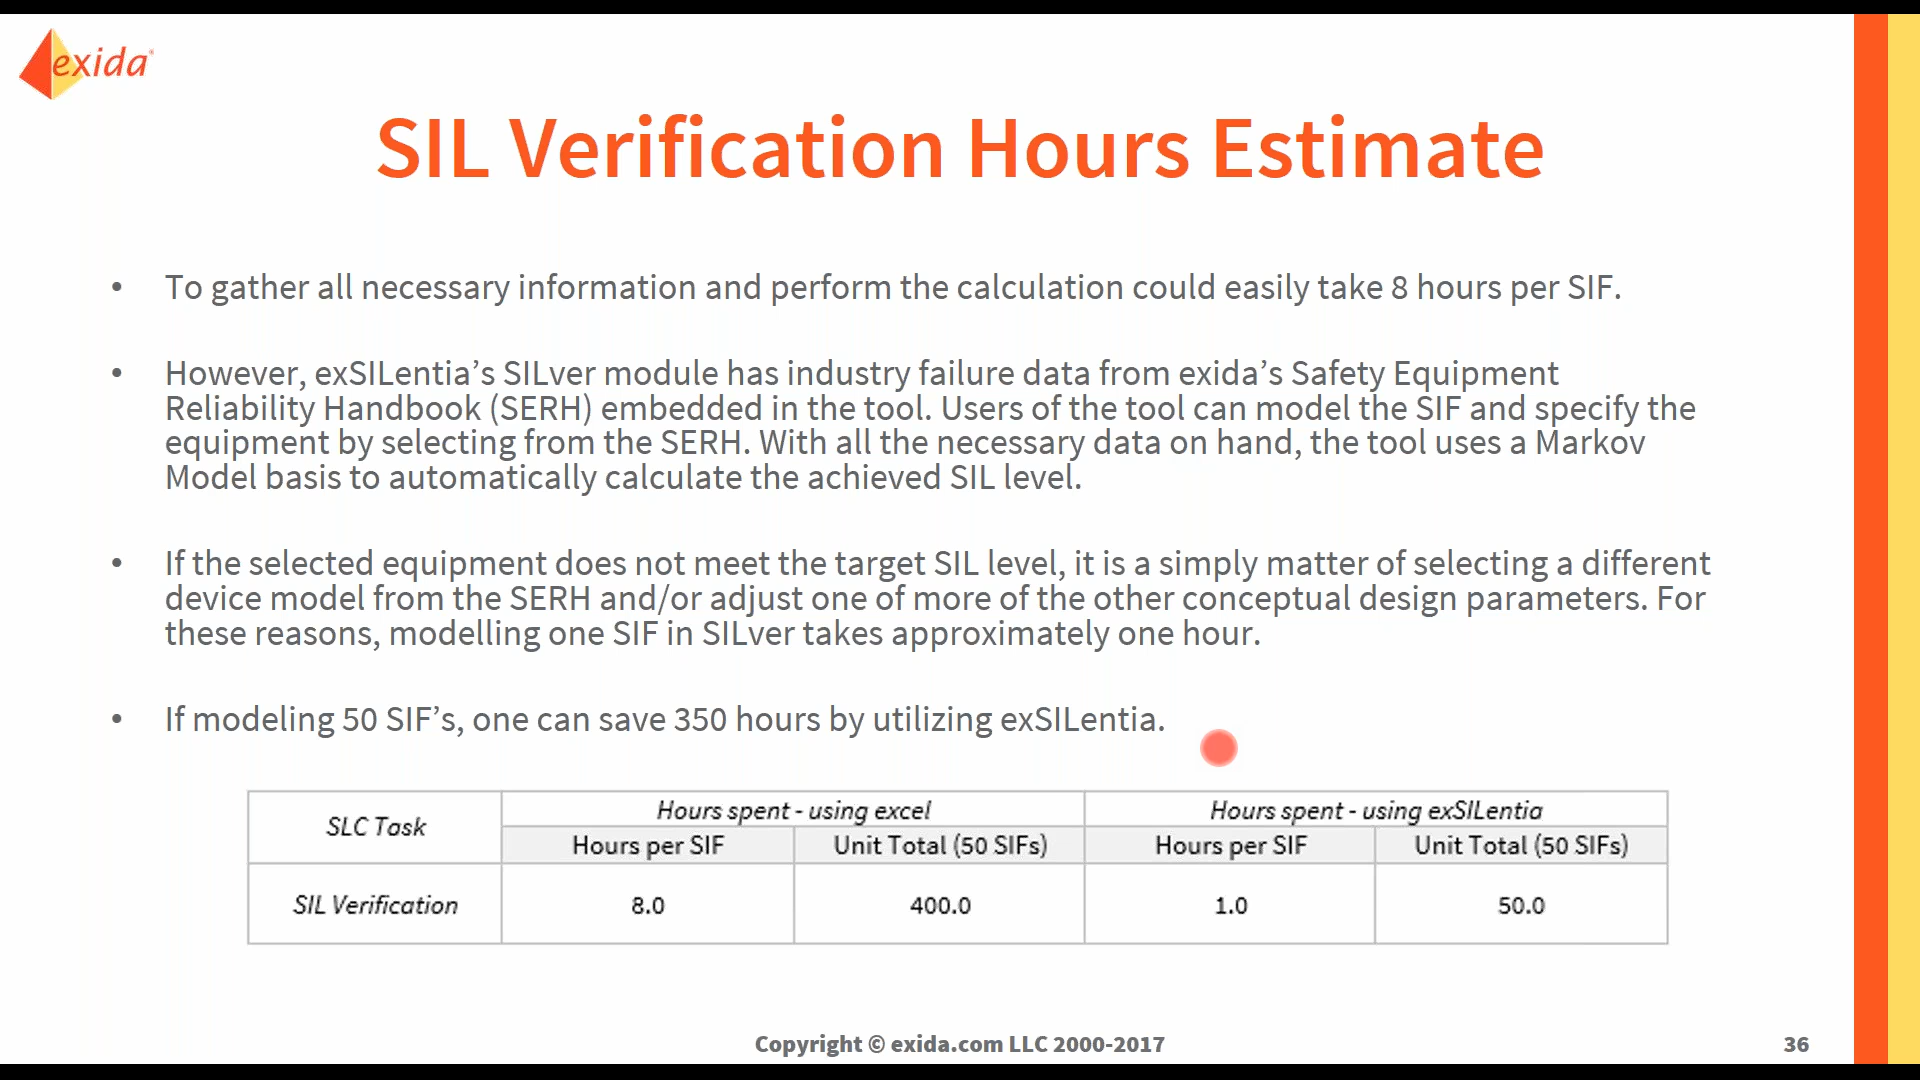 exida
SIL Verification Hours Estimate
• To gather all necessary information and perform the calculation could easily take 8 hours per SIF.
• However, exSILentia’s SILver module has industry failure data from exida’s Safety Equipment
Reliability Handbook (SERH) embedded in the tool. Users of the tool can model the SIF and specify the
equipment by selecting from the SERH. With all the necessary data on hand, the tool uses a Markov
Model basis to automatically calculate the achieved SIL level.
• If the selected equipment does not meet the target SIL level, it is a simply matter of selecting a different
device model from the SERH and/or adjust one of more of the other conceptual design parameters. For
these reasons, modelling one SIF in SILver takes approximately one hour.
• If modeling 50 SIF’s, one can save 350 hours by utilizing exSILentia.
SLC Task Hours spent - using excel Hours spent - using exSILentia
Hours per SIF Unit Total (50 SIFs) Hours per SIF Unit Total (50 SIFs)
SIL Verification 8.0 400.0 1.0 50.0
Copyright © exida.com LLC 2000-2017 36